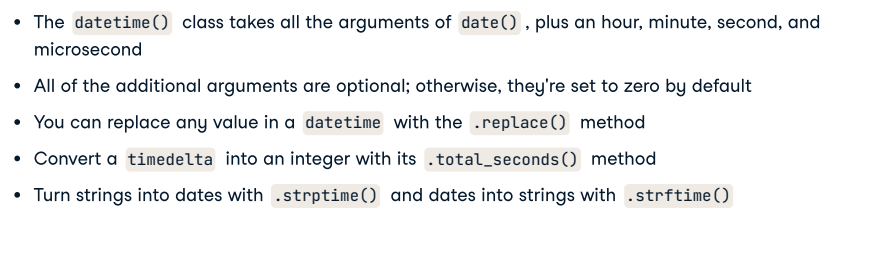 • The datetime() class takes all the arguments of date() , plus an hour, minute, second, and
microsecond
• All of the additional arguments are optional; otherwise, they're set to zero by default
• You can replace any value in a datetime with the .replace() method
• Convert a timedelta into an integer with its .total_seconds() method
• Turn strings into dates with .strptime() and dates into strings with .strftime()